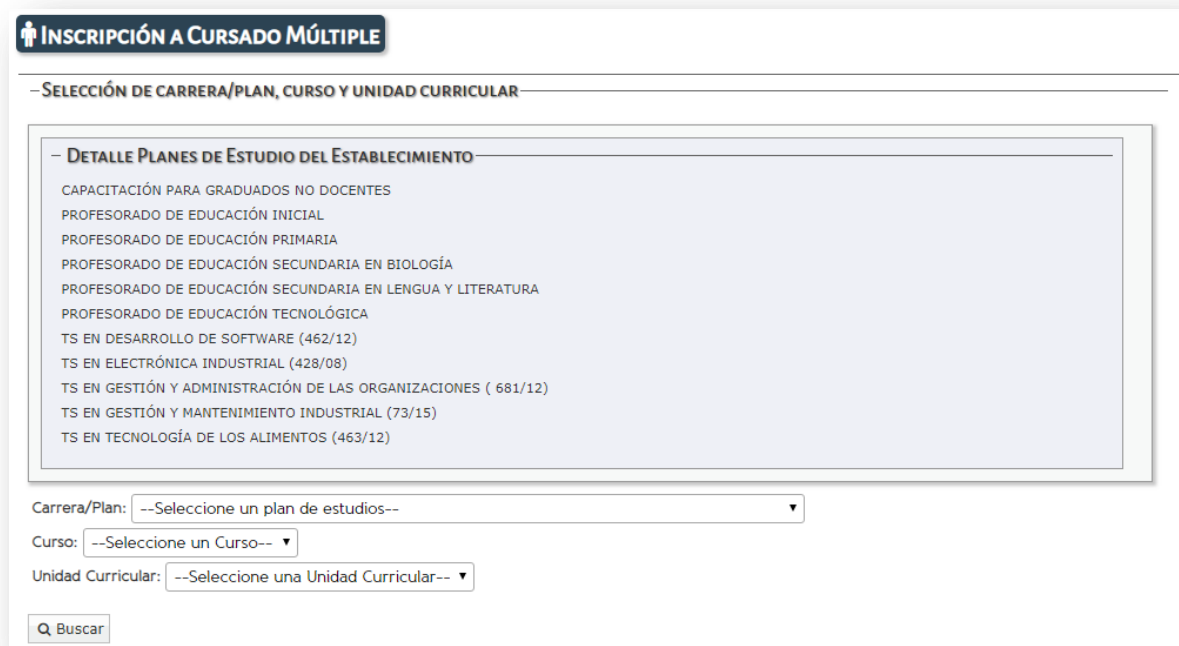 INSCRIPCIÓN A CURSADO MÚLTIPLE
SELECCIÓN DE CARRERA/PLAN, CURSO Y UNIDAD CURRICULAR
DETALLE PLANES DE ESTUDIO DEL ESTABLECIMIENTO
CAPACITACIÓN PARA GRADUADOS NO DOCENTES
PROFESORADO DE EDUCACIÓN INICIAL
PROFESORADO DE EDUCACIÓN PRIMARIA
PROFESORADO DE EDUCACIÓN SECUNDARIA EN BIOLOGÍA
PROFESORADO DE EDUCACIÓN SECUNDARIA EN LENGUA Y LITERATURA
PROFESORADO DE EDUCACIÓN TECNOLÓGICA
TS EN DESARROLLO DE SOFTWARE (462/12)
TS EN ELECTRÓNICA INDUSTRIAL (428/08)
TS EN GESTIÓN Y ADMINISTRACIÓN DE LAS ORGANIZACIONES ( 681/12)
TS EN GESTIÓN Y MANTENIMIENTO INDUSTRIAL (73/15)
TS EN TECNOLOGÍA DE LOS ALIMENTOS (463/12)
Carrera/Plan: --Seleccione un plan de estudios--
Curso: --Seleccione un Curso--
Unidad Curricular: --Seleccione una Unidad Curricular--
Buscar